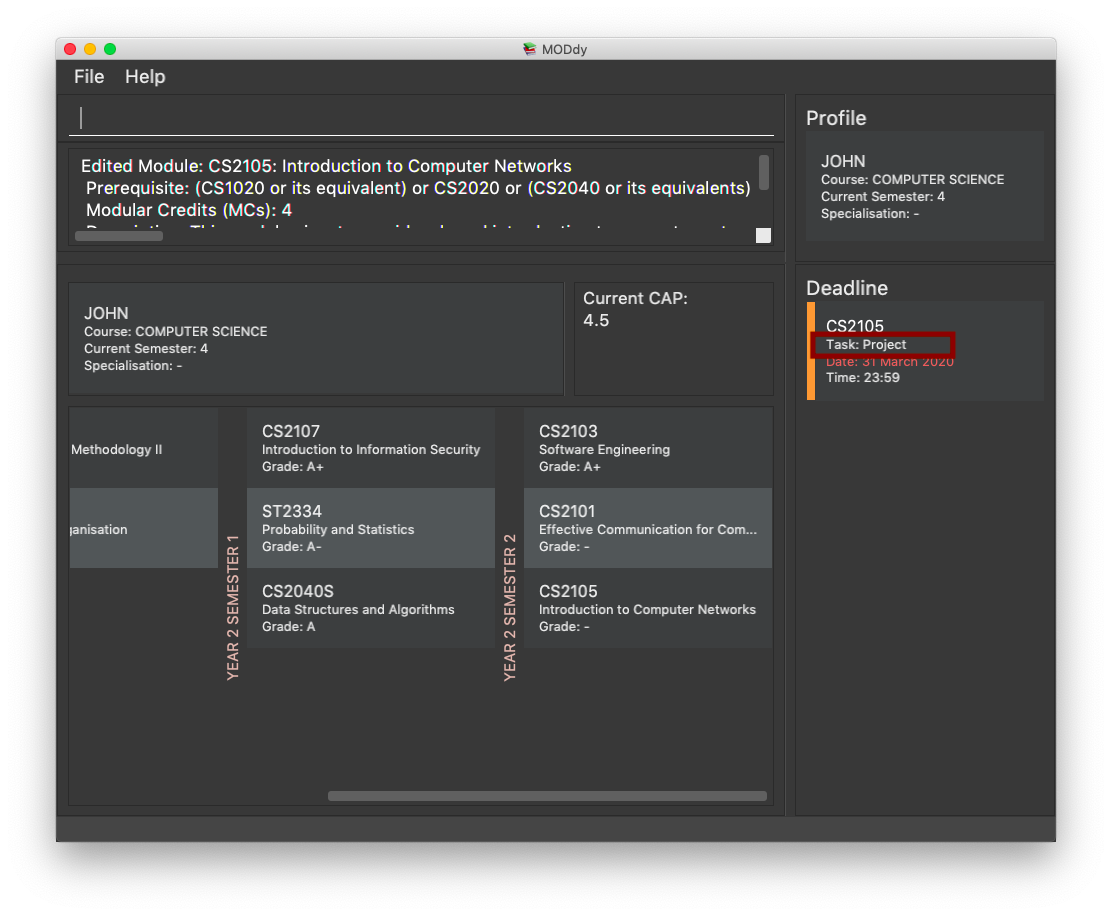 MODdy
File Help
Edited Module: CS2105: Introduction to Computer Networks
Prerequisite: (CS1020 or its equivalent) or CS2020 or (CS2040 or its equivalents)
Modular Credits (MCs): 4
Profile
JOHN
Course: COMPUTER SCIENCE
Current Semester: 4
Specialisation: -
JOHN
Course: COMPUTER SCIENCE
Current Semester: 4
Specialisation: -
Current CAP:
4.5
Deadline
CS2105
Task: Project
Date: 31 March 2020
Time: 23:59
Methodology II
ganisation
YEAR 2 SEMESTER 1
CS2107
Introduction to Information Security
Grade: A+
ST2334
Probability and Statistics
Grade: A-
CS2040S
Data Structures and Algorithms
Grade: A
YEAR 2 SEMESTER 2
CS2103
Software Engineering
Grade: A+
CS2101
Effective Communication for Com...
Grade: -
CS2105
Introduction to Computer Networks
Grade: -